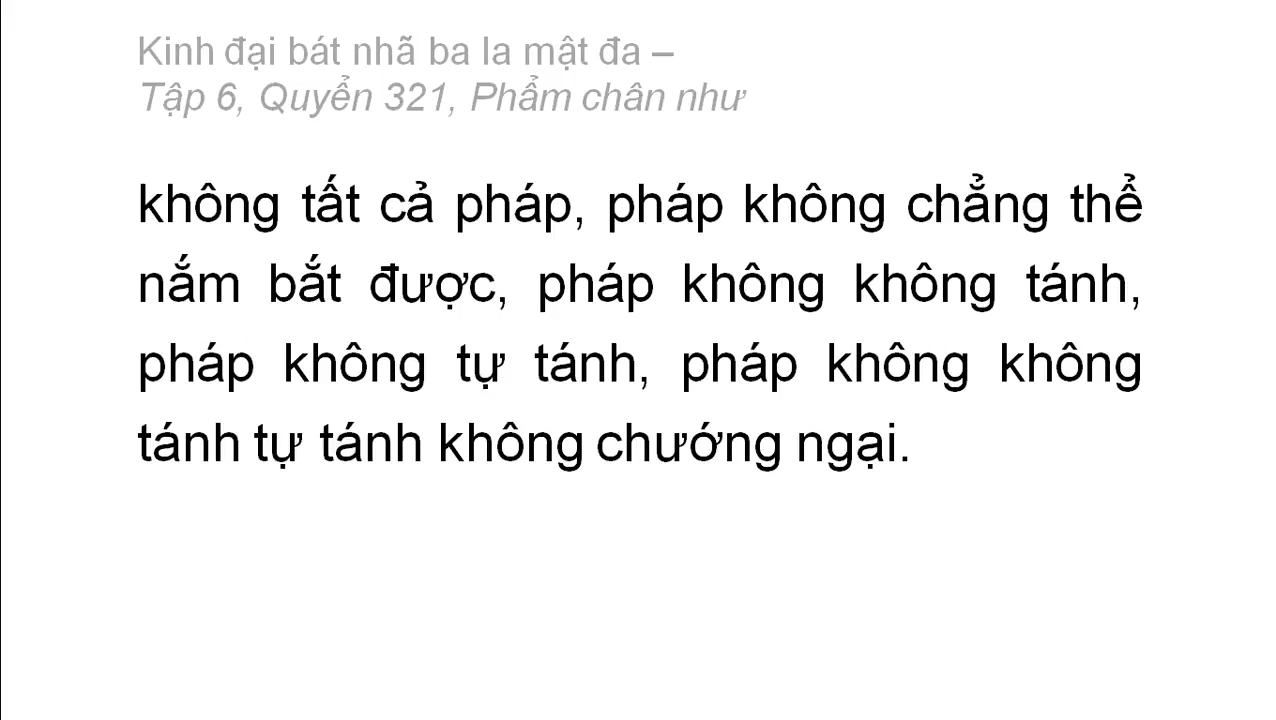 Kinh đại bát nhã ba la mật đa –
Tập 6, Quyển 321, Phẩm chân như
không tất cả pháp, pháp không chẳng thể
nắm bắt được, pháp không không tánh,
pháp không tự tánh, pháp không không
tánh tự tánh không chướng ngại.